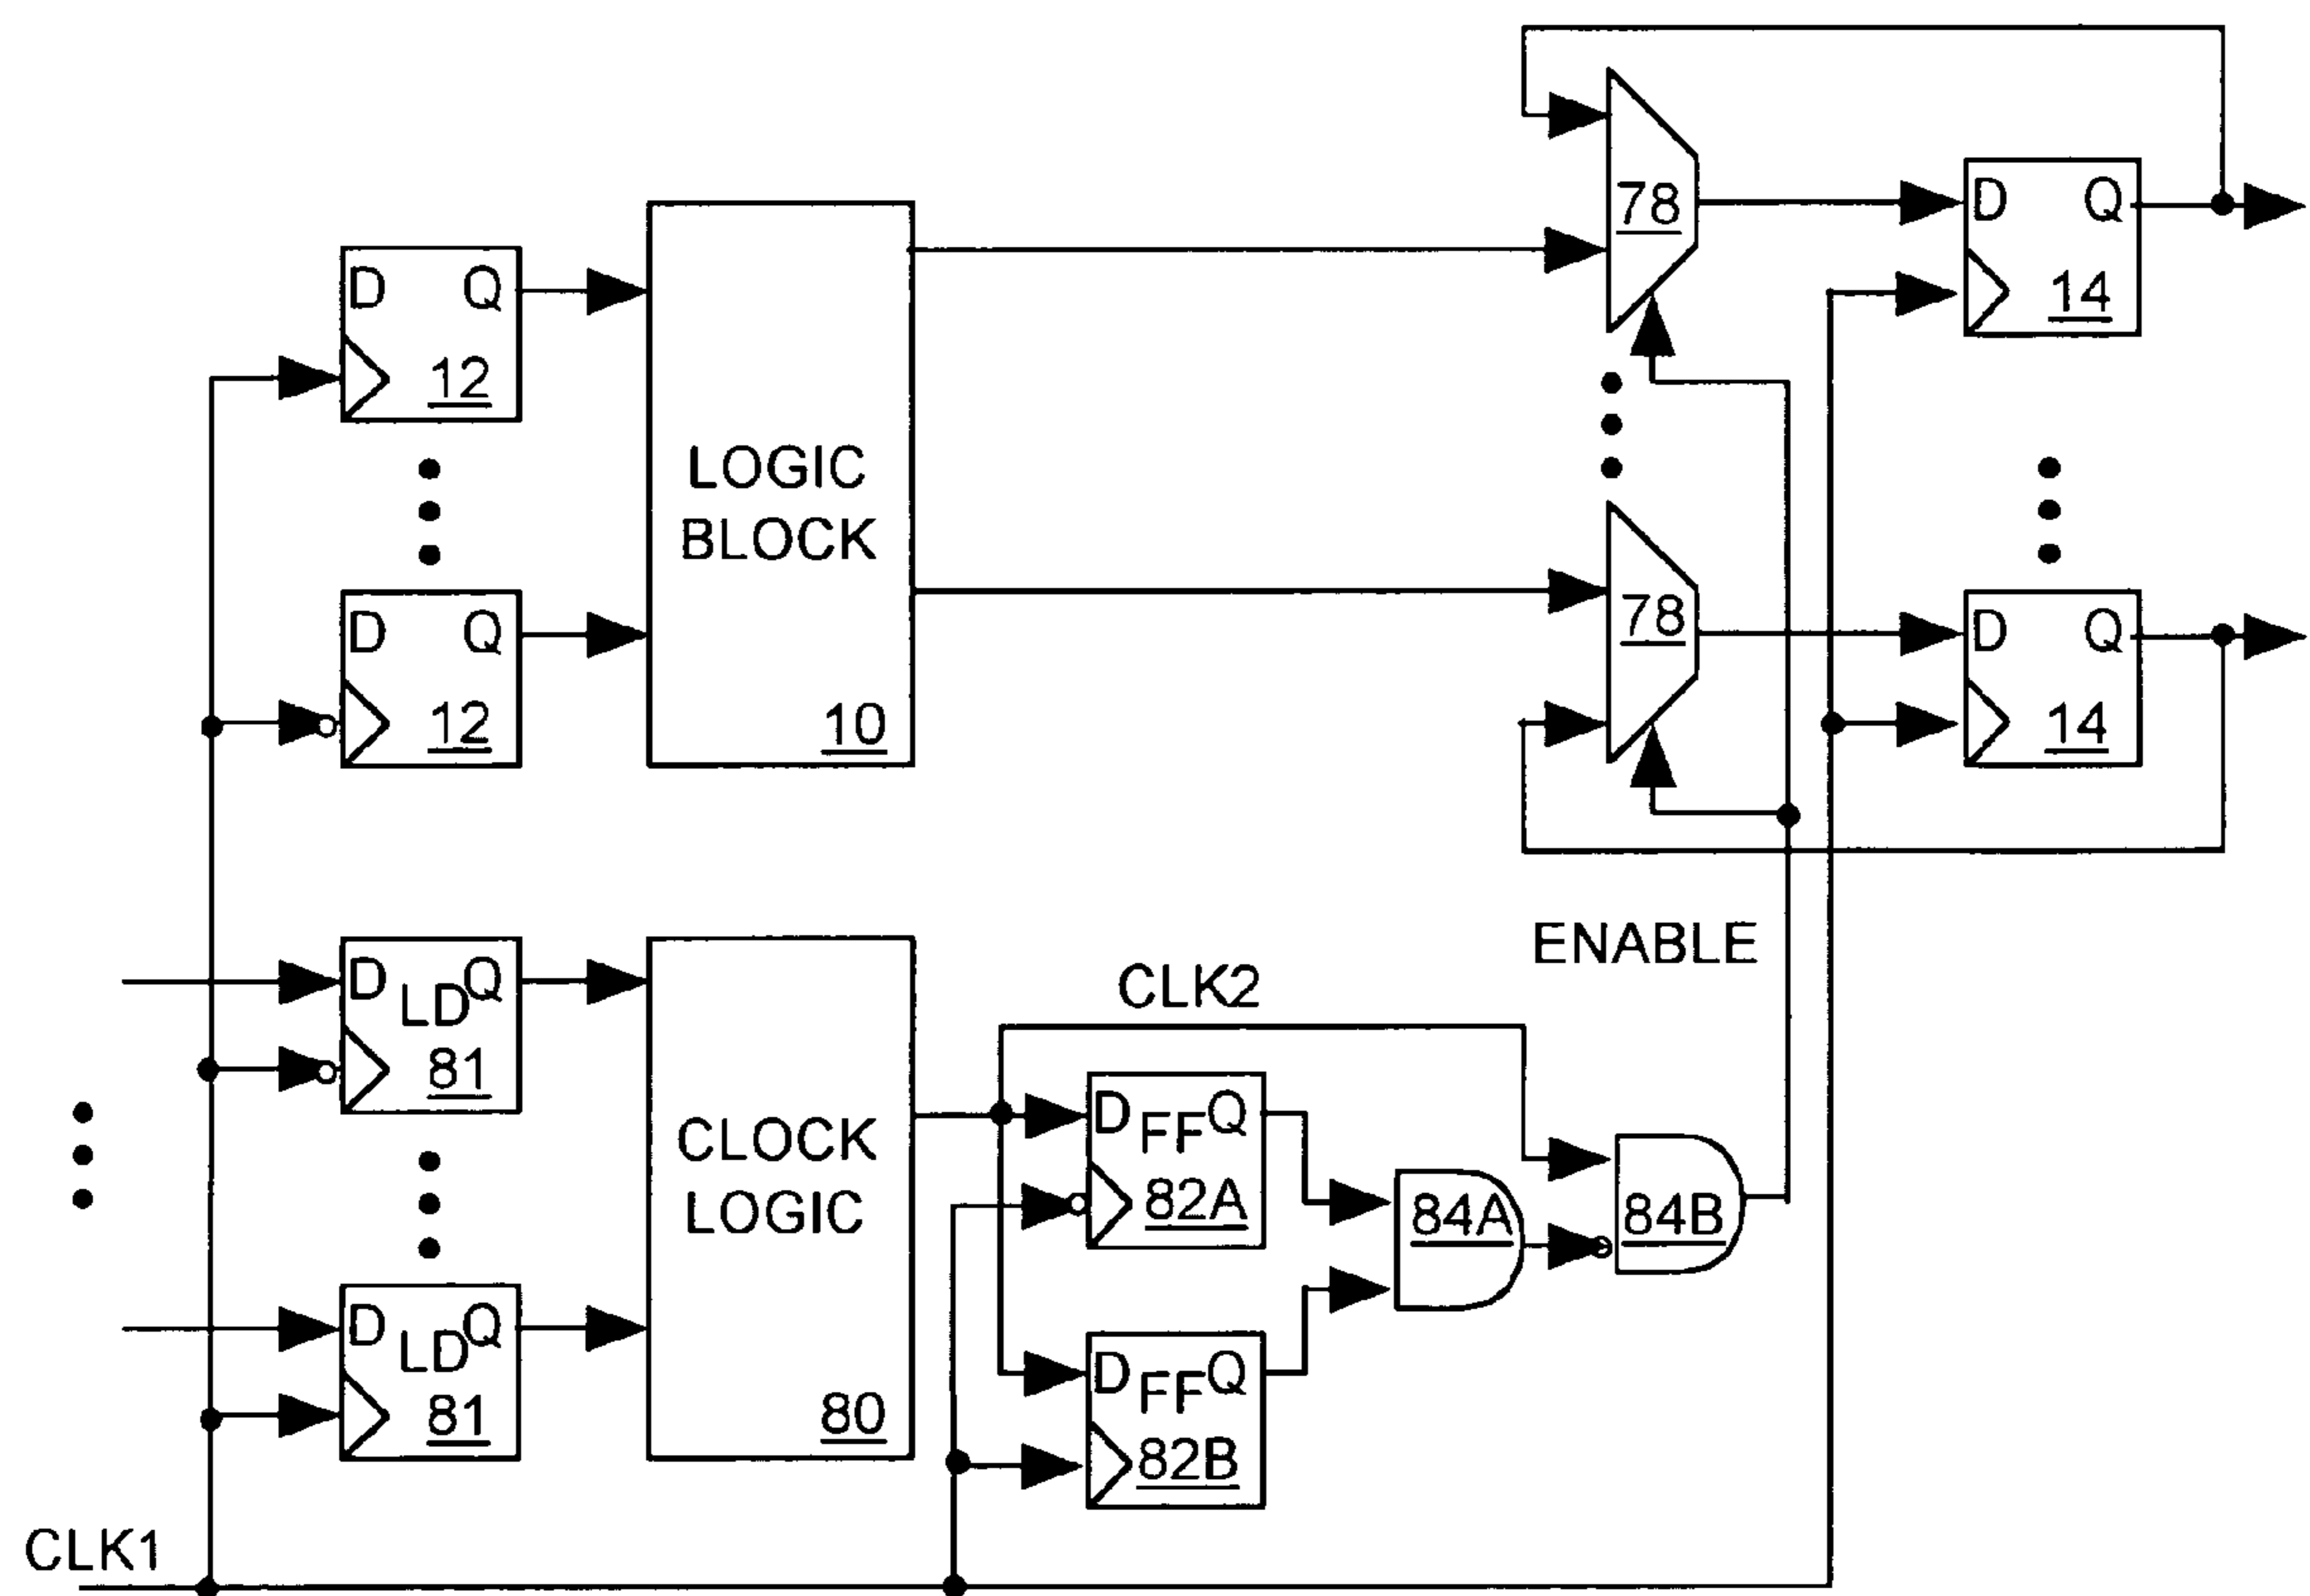 D Q
78
14
D Q
12
LOGIC
BLOCK
D Q
12
10
78
D Q
14
ENABLE
D LD Q
81
CLK2
CLOCK
LOGIC
D FF Q
82A
84A
84B
D LD Q
81
80
D FF Q
82B
CLK1